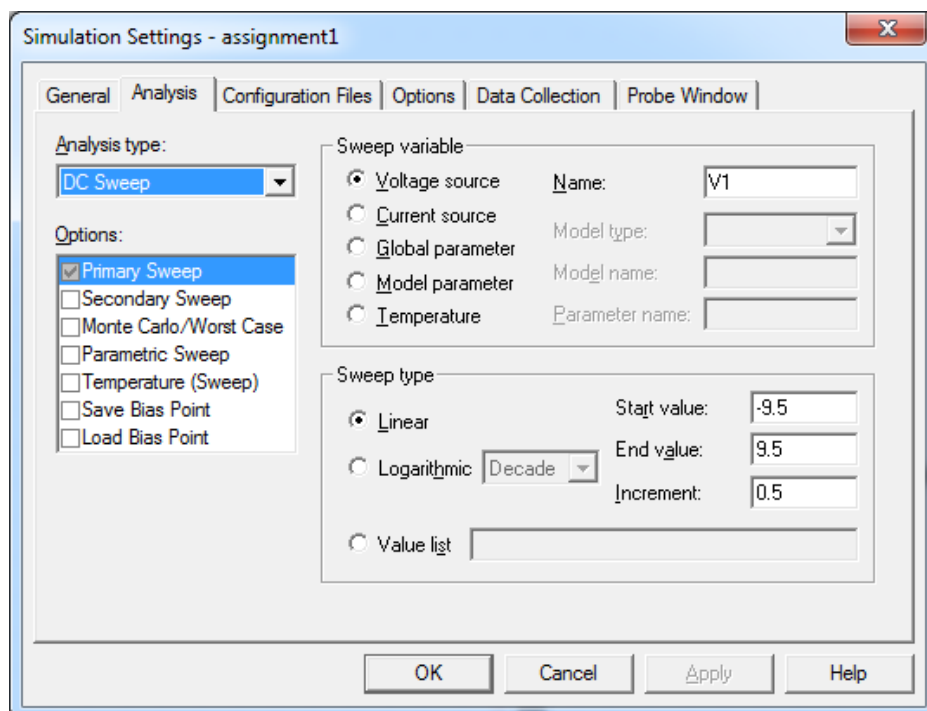 Simulation Settings - assignment1
General Analysis Configuration Files Options Data Collection Probe Window
Analysis type:
DC Sweep
Options:
Primary Sweep
Secondary Sweep
Monte Carlo/Worst Case
Parametric Sweep
Temperature (Sweep)
Save Bias Point
Load Bias Point
Sweep variable
Voltage source
Current source
Global parameter
Model parameter
Temperature
Name: V1
Model type:
Model name:
Parameter name:
Sweep type
Linear
Logarithmic Decade
Value list
Start value: -9.5
End value: 9.5
Increment: 0.5
OK Cancel Apply Help